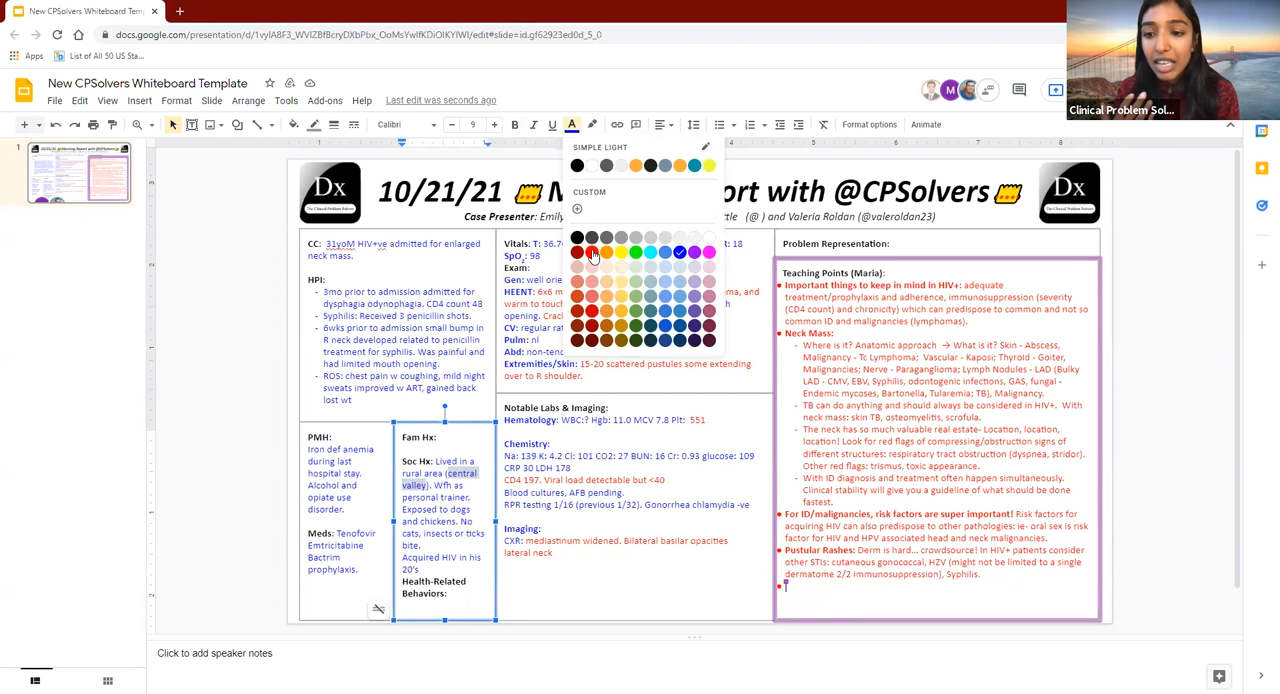 New CPSolvers Whiteboard Templat
docs.google.com/presentation/d/1vylA8F3_WVIZBfBcryDXbPbx_OoMsYwlfKDiOIKYIWI/edit#slide=id.gf62923ed0d_5_0
Apps
List of All 50 US Sta...
New CPSolvers Whiteboard Template
File Edit View Insert Format Slide Arrange Tools Add-ons Help Last edit was seconds ago
M
Clinical Problem Sol...
Calibri
9
B I U A
Format options
Animate
SIMPLE LIGHT
CUSTOM
1
Dx
The Clinical Problem Solvers
10/21/21
ort with @CPSolvers
Dx
The Clinical Problem Solvers
Case Presenter: Emily
tle (@ ) and Valeria Roldan (@valeroldan23)
CC: 31yoM HIV+ve admitted for enlarged
neck mass.
HPI:
- 3mo prior to admission admitted for
dysphagia odynophagia. CD4 count 48
- Syphilis: Received 3 penicillin shots.
- 6wks prior to admission small bump in
R neck developed related to penicillin
treatment for syphilis. Was painful and
had limited mouth opening.
- ROS: chest pain w coughing, mild night
sweats improved w ART, gained back
lost wt
PMH:
Iron def anemia
during last
hospital stay.
Alcohol and
opiate use
disorder.
Meds: Tenofovir
Emtricitabine
Bactrim
prophylaxis.
Fam Hx:
Soc Hx: Lived in a
rural area (central
valley). Wfh as
personal trainer.
Exposed to dogs
and chickens. No
cats, insects or ticks
bite.
Acquired HIV in his
20's
Health-Related
Behaviors:
Vitals: T: 36.7
R: 18
SpO2: 98
Exam:
Gen: well orie
HEENT: 6x6 m
ma, and
warm to touch
opening. Crac
CV: regular rat
Pulm: nl
Abd: non-ten
Extremities/Skin: 15-20 scattered pustules some extending
over to R shoulder.
Notable Labs & Imaging:
Hematology: WBC:? Hgb: 11.0 MCV 7.8 Plt: 551
Chemistry:
Na: 139 K: 4.2 Cl: 101 CO2: 27 BUN: 16 Cr: 0.93 glucose: 109
CRP 30 LDH 178
CD4 197. Viral load detectable but <40
Blood cultures, AFB pending.
RPR testing 1/16 (previous 1/32). Gonorrhea chlamydia -ve
Imaging:
CXR: mediastinum widened. Bilateral basilar opacities
lateral neck
Problem Representation:
Teaching Points (Maria):
● Important things to keep in mind in HIV+: adequate
treatment/prophylaxis and adherence, immunosuppression (severity
(CD4 count) and chronicity) which can predispose to common and not so
common ID and malignancies (lymphomas).
● Neck Mass:
- Where is it? Anatomic approach → What is it? Skin - Abscess,
Malignancy - Tc Lymphoma; Vascular - Kaposi; Thyroid - Goiter,
Malignancies; Nerve - Paraganglioma; Lymph Nodes - LAD (Bulky
LAD - CMV, EBV, Syphilis, odontogenic infections, GAS, fungal -
Endemic mycoses, Bartonella, Tularemia; TB), Malignancy.
- TB can do anything and should always be considered in HIV+. With
neck mass: skin TB, osteomyelitis, scrofula.
- The neck has so much valuable real estate- Location, location,
location! Look for red flags of compressing/obstruction signs of
different structures: respiratory tract obstruction (dyspnea, stridor).
Other red flags: trismus, toxic appearance.
- With ID diagnosis and treatment often happen simultaneously.
Clinical stability will give you a guideline of what should be done
fastest.
● For ID/malignancies, risk factors are super important! Risk factors for
acquiring HIV can also predispose to other pathologies: ie- oral sex is risk
factor for HIV and HPV associated head and neck malignancies.
● Pustular Rashes: Derm is hard... crowdsource! In HIV+ patients consider
other STIs: cutaneous gonococcal, HZV (might not be limited to a single
dermatome 2/2 immunosuppression), Syphilis.
Click to add speaker notes